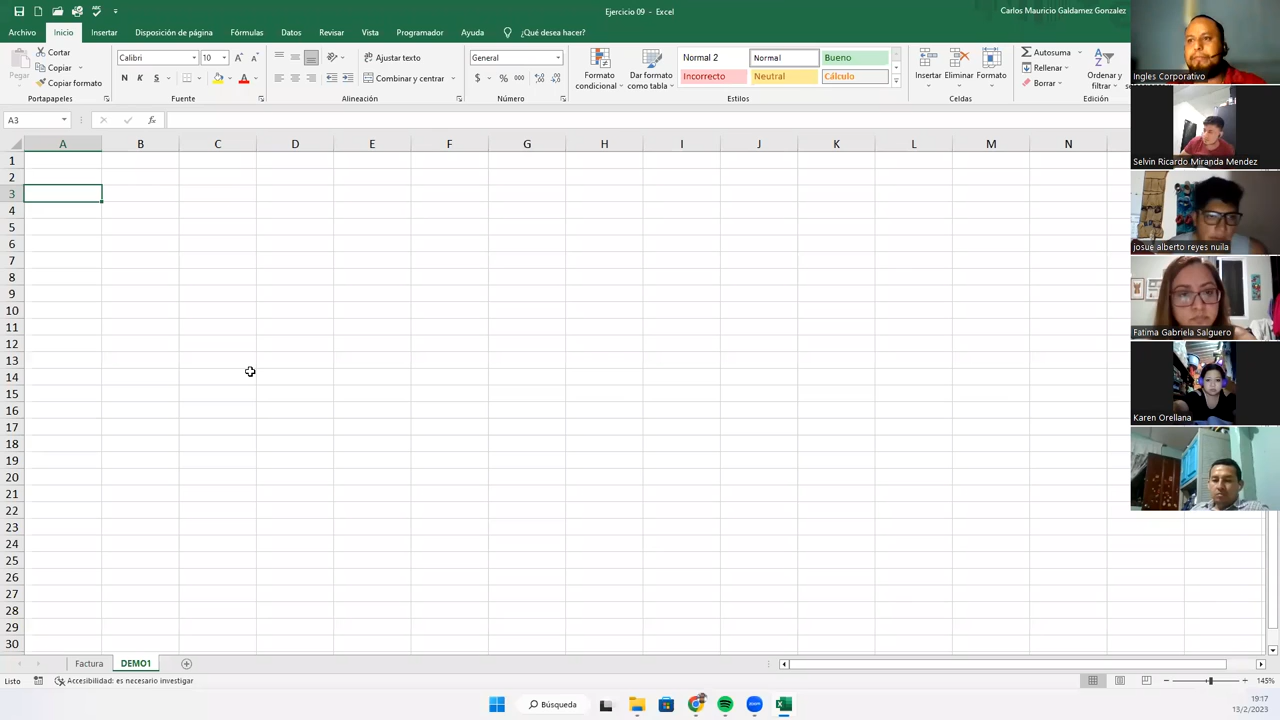 Ejercicio 09 - Excel
Carlos Mauricio Galdamez Gonzalez
Archivo Inicio Insertar Disposición de página Fórmulas Datos Revisar Vista Programador Ayuda ¿Qué desea hacer?
Pegar
Cortar
Copiar
Copiar formato
Portapapeles
Calibri 10
N K S
Fuente
Ajustar texto
Combinar y centrar
Alineación
General
$ % 000
Número
Formato condicional
Dar formato como tabla
Normal 2 Normal Bueno
Incorrecto Neutral Cálculo
Estilos
Insertar Eliminar Formato
Celdas
Autosuma
Rellenar
Borrar
Ordenar y filtrar
Edición
A3
fx
A B C D E F G H I J K L M N
1
2
3
4
5
6
7
8
9
10
11
12
13
14
15
16
17
18
19
20
21
22
23
24
25
26
27
28
29
30
Ingles Corporativo
Selvin Ricardo Miranda Mendez
josue alberto reyes nuila
Fatima Gabriela Salguero
Karen Orellana
Factura DEMO1
Listo Accesibilidad: es necesario investigar 145%
Búsqueda
19:17
13/2/2023